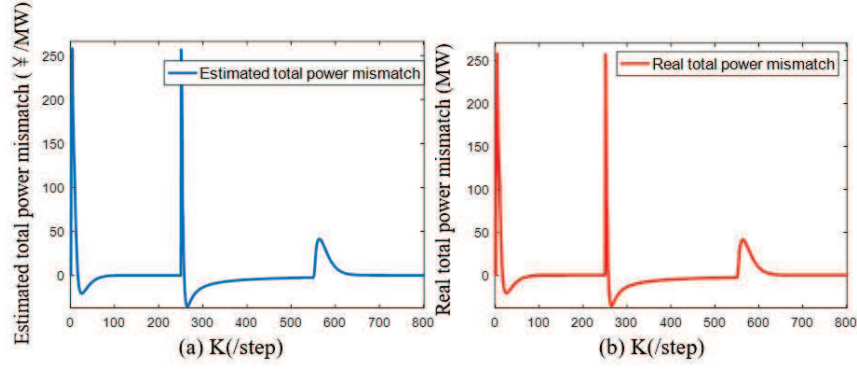 Estimated total power mismatch (¥/MW)
250
200
150
100
50
0
Estimated total power mismatch
0 100 200 300 400 500 600 700 800
(a) K(/step)
Real total power mismatch (MW)
250
200
150
100
50
0
Real total power mismatch
0 100 200 300 400 500 600 700 800
(b) K(/step)